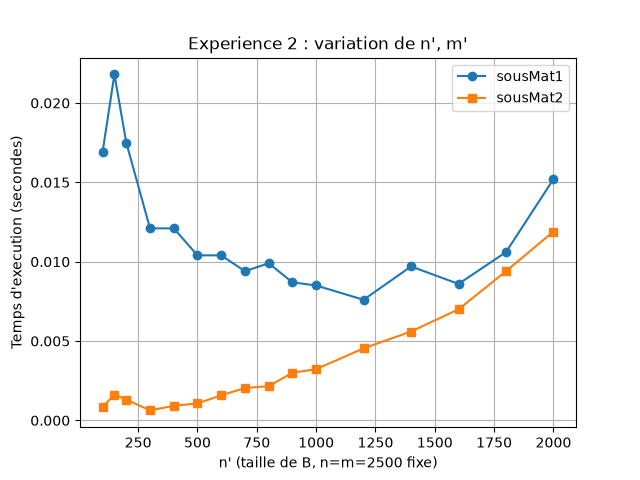 Experience 2 : variation de n', m'
sousMat1
sousMat2
Temps d'execution (secondes)
0.020
0.015
0.010
0.005
0.000
250 500 750 1000 1250 1500 1750 2000
n' (taille de B, n=m=2500 fixe)